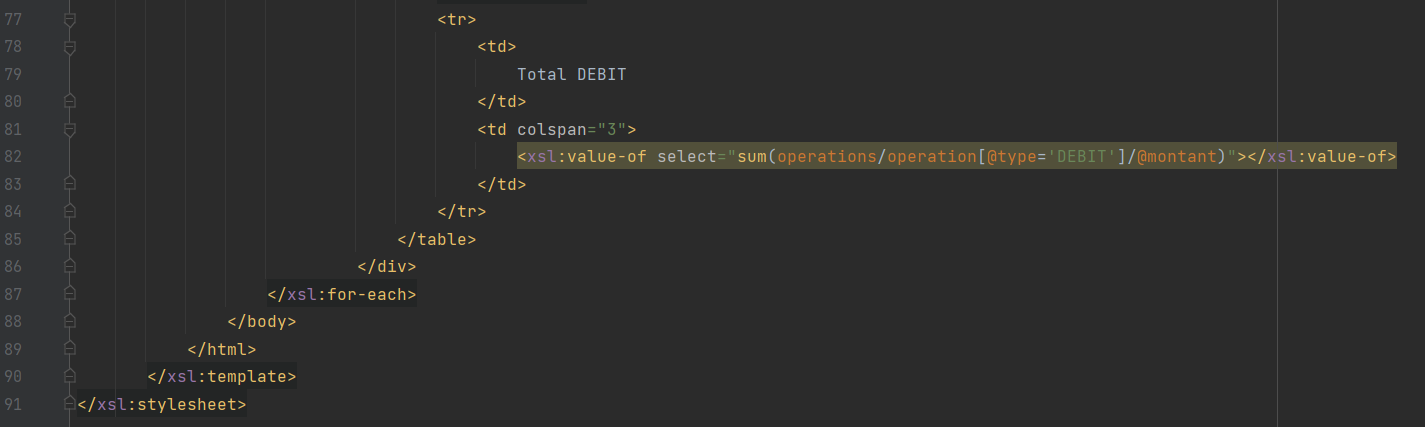 77 <tr>
78 <td>
79 Total DEBIT
80 </td>
81 <td colspan="3">
82 <xsl:value-of select="sum(operations/operation[@type='DEBIT']/@montant)"></xsl:value-of>
83 </td>
84 </tr>
85 </table>
86 </div>
87 </xsl:for-each>
88 </body>
89 </html>
90 </xsl:template>
91 </xsl:stylesheet>